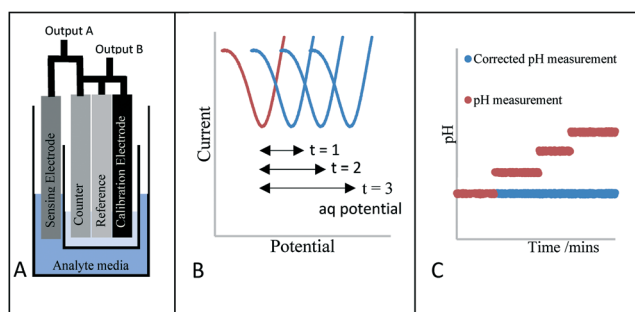 Output A
Output B
Sensing Electrode
Counter
Reference
Calibration Electrode
Analyte media
A
Current
t = 1
t = 2
t = 3
aq potential
Potential
B
Corrected pH measurement
pH measurement
pH
Time /mins
C